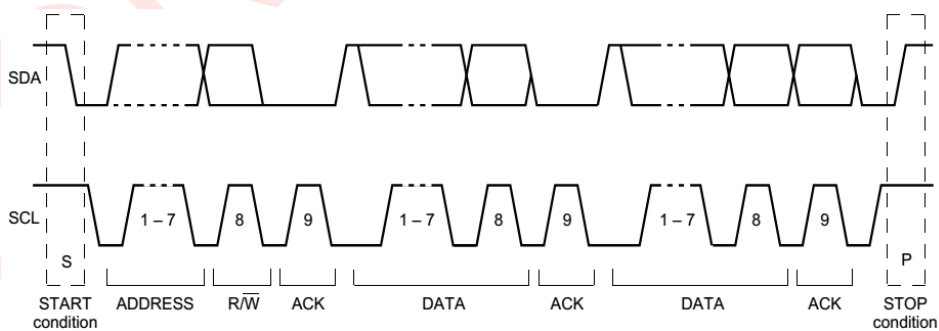 SDA
SCL
1 – 7 8 9 1 – 7 8 9 1 – 7 8 9
S P
START ADDRESS R/W̅ ACK DATA ACK DATA ACK STOP
condition condition